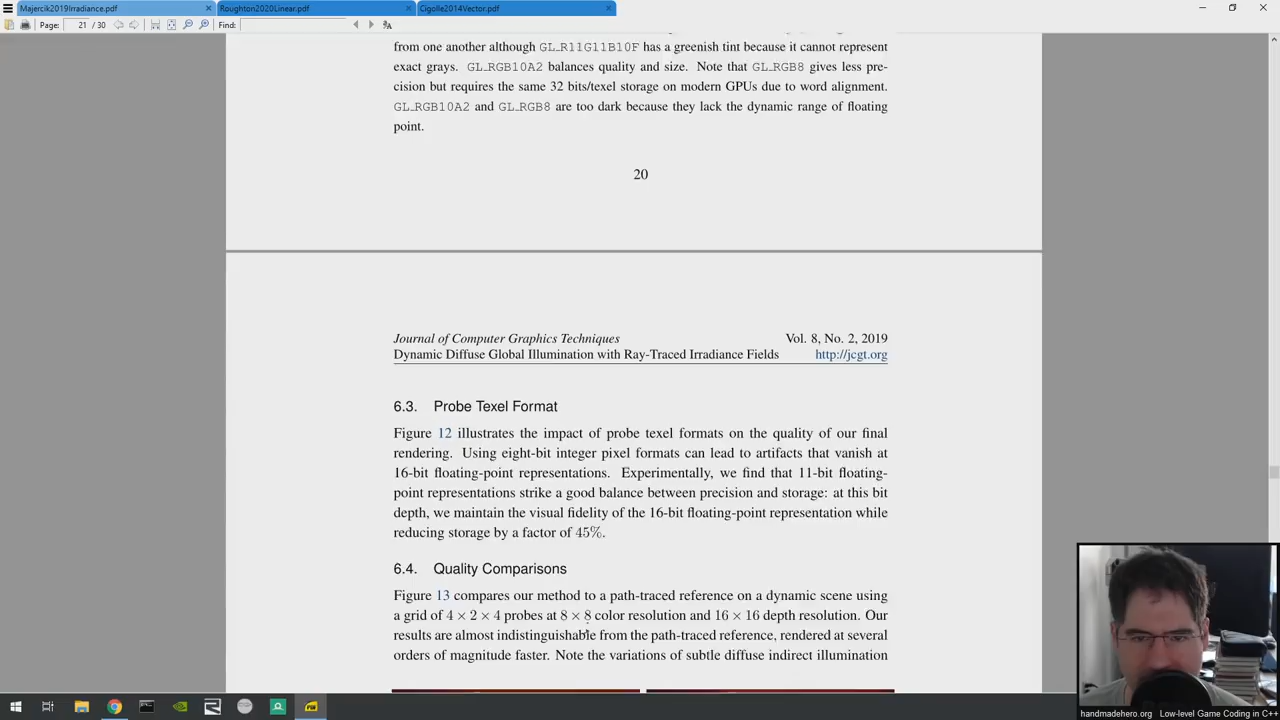 Majercik2019Irradiance.pdf
Roughton2020Linear.pdf
Cigolle2014Vector.pdf
Page: 21 / 30
Find:
from one another although GL_R11G11B10F has a greenish tint because it cannot represent
exact grays. GL_RGB10A2 balances quality and size. Note that GL_RGB8 gives less pre-
cision but requires the same 32 bits/texel storage on modern GPUs due to word alignment.
GL_RGB10A2 and GL_RGB8 are too dark because they lack the dynamic range of floating
point.
20
Journal of Computer Graphics Techniques
Vol. 8, No. 2, 2019
Dynamic Diffuse Global Illumination with Ray-Traced Irradiance Fields
http://jcgt.org
6.3. Probe Texel Format
Figure 12 illustrates the impact of probe texel formats on the quality of our final
rendering. Using eight-bit integer pixel formats can lead to artifacts that vanish at
16-bit floating-point representations. Experimentally, we find that 11-bit floating-
point representations strike a good balance between precision and storage: at this bit
depth, we maintain the visual fidelity of the 16-bit floating-point representation while
reducing storage by a factor of 45%.
6.4. Quality Comparisons
Figure 13 compares our method to a path-traced reference on a dynamic scene using
a grid of 4 × 2 × 4 probes at 8 × 8 color resolution and 16 × 16 depth resolution. Our
results are almost indistinguishable from the path-traced reference, rendered at several
orders of magnitude faster. Note the variations of subtle diffuse indirect illumination
handmadehero.org Low-level Game Coding in C++